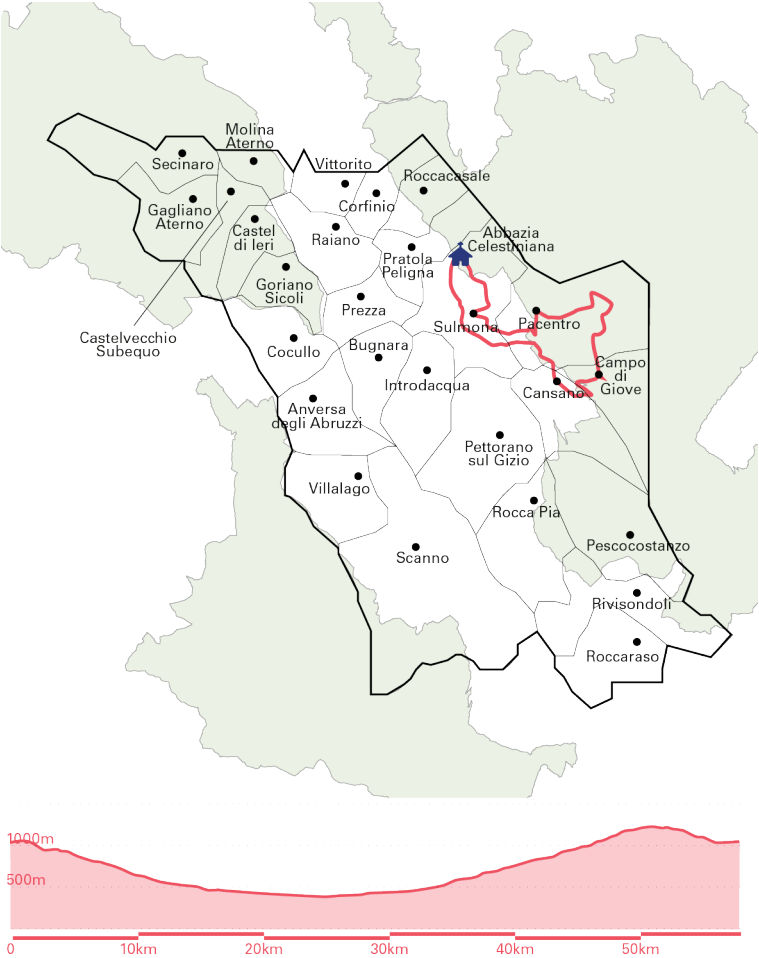 Molina
Aterno
Secinaro
Vittorito
Roccacasale
Corfinio
Gagliano
Aterno
Castel
di Ieri
Raiano
Abbazia
Celestiniana
Pratola
Peligna
Goriano
Sicoli
Prezza
Sulmona
Pacentro
Castelvecchio
Subequo
Cocullo
Bugnara
Introdacqua
Campo
di
Giove
Cansano
Anversa
degli Abruzzi
Pettorano
sul Gizio
Villalago
Rocca Pia
Scanno
Pescocostanzo
Rivisondoli
Roccaraso
1000m
500m
0 10km 20km 30km 40km 50km